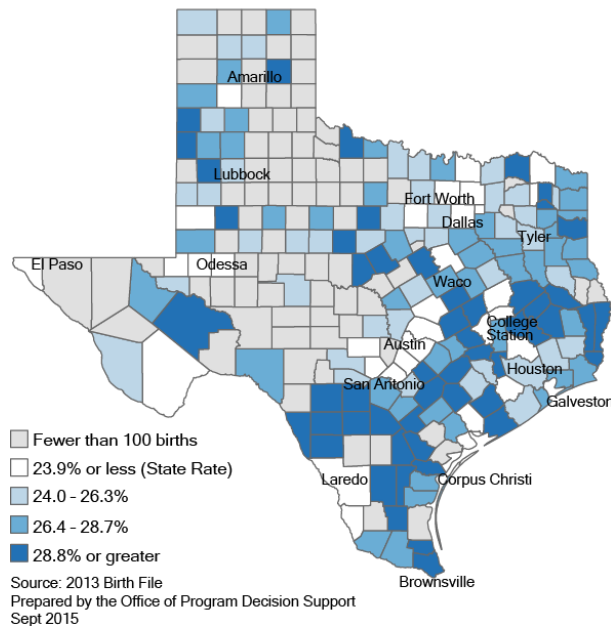 Amarillo
Lubbock
Fort Worth
Dallas
Tyler
El Paso
Odessa
Waco
College
Station
Austin
Houston
San Antonio
Galveston
Fewer than 100 births
23.9% or less (State Rate)
Laredo
Corpus Christi
24.0 - 26.3%
26.4 - 28.7%
28.8% or greater
Source: 2013 Birth File
Brownsville
Prepared by the Office of Program Decision Support
Sept 2015